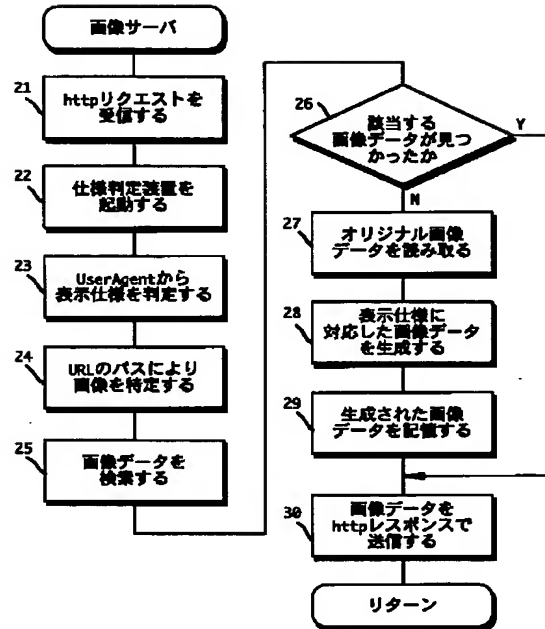 画像サーバ
21
httpリクエストを
受信する
22
仕様判定装置を
起動する
23
UserAgentから
表示仕様を判定する
24
URLのパスにより
画像を特定する
25
画像データを
検索する
26
該当する
画像データが見つ
かったか
Y
N
27
オリジナル画像
データを読み取る
28
表示仕様に
対応した画像データ
を生成する
29
生成された画像
データを記憶する
30
画像データを
httpレスポンスで
送信する
リターン